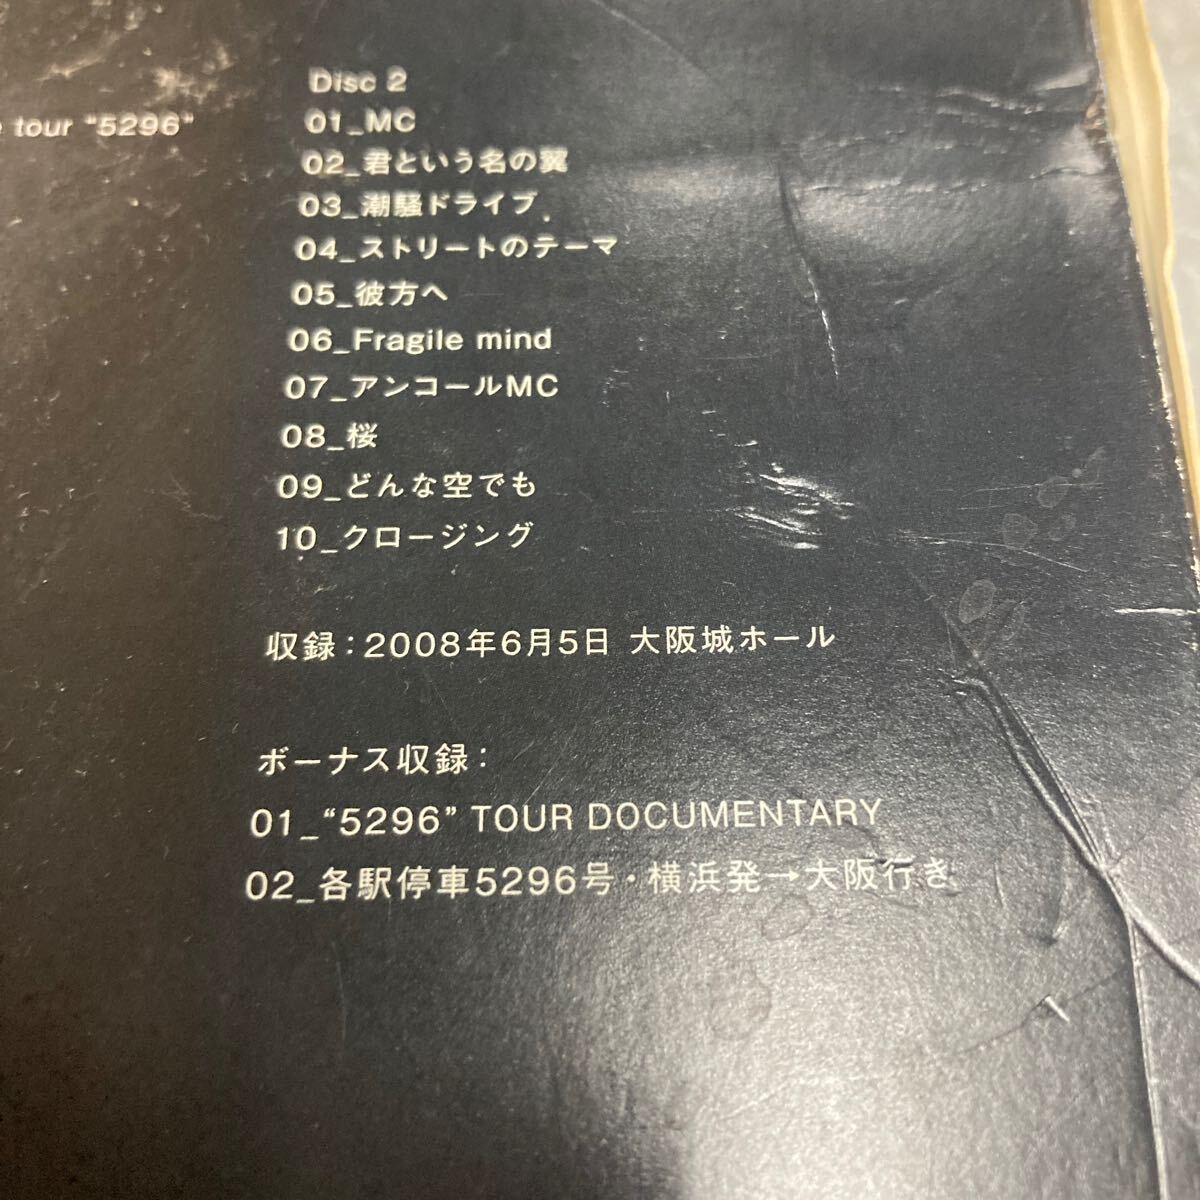 tour "5296"
Disc 2
01_MC
02_君という名の翼
03_潮騒ドライブ
04_ストリートのテーマ
05_彼方へ
06_Fragile mind
07_アンコールMC
08_桜
09_どんな空でも
10_クロージング
収録：2008年6月5日 大阪城ホール
ボーナス収録：
01_“5296” TOUR DOCUMENTARY
02_各駅停車5296号・横浜発→大阪行き